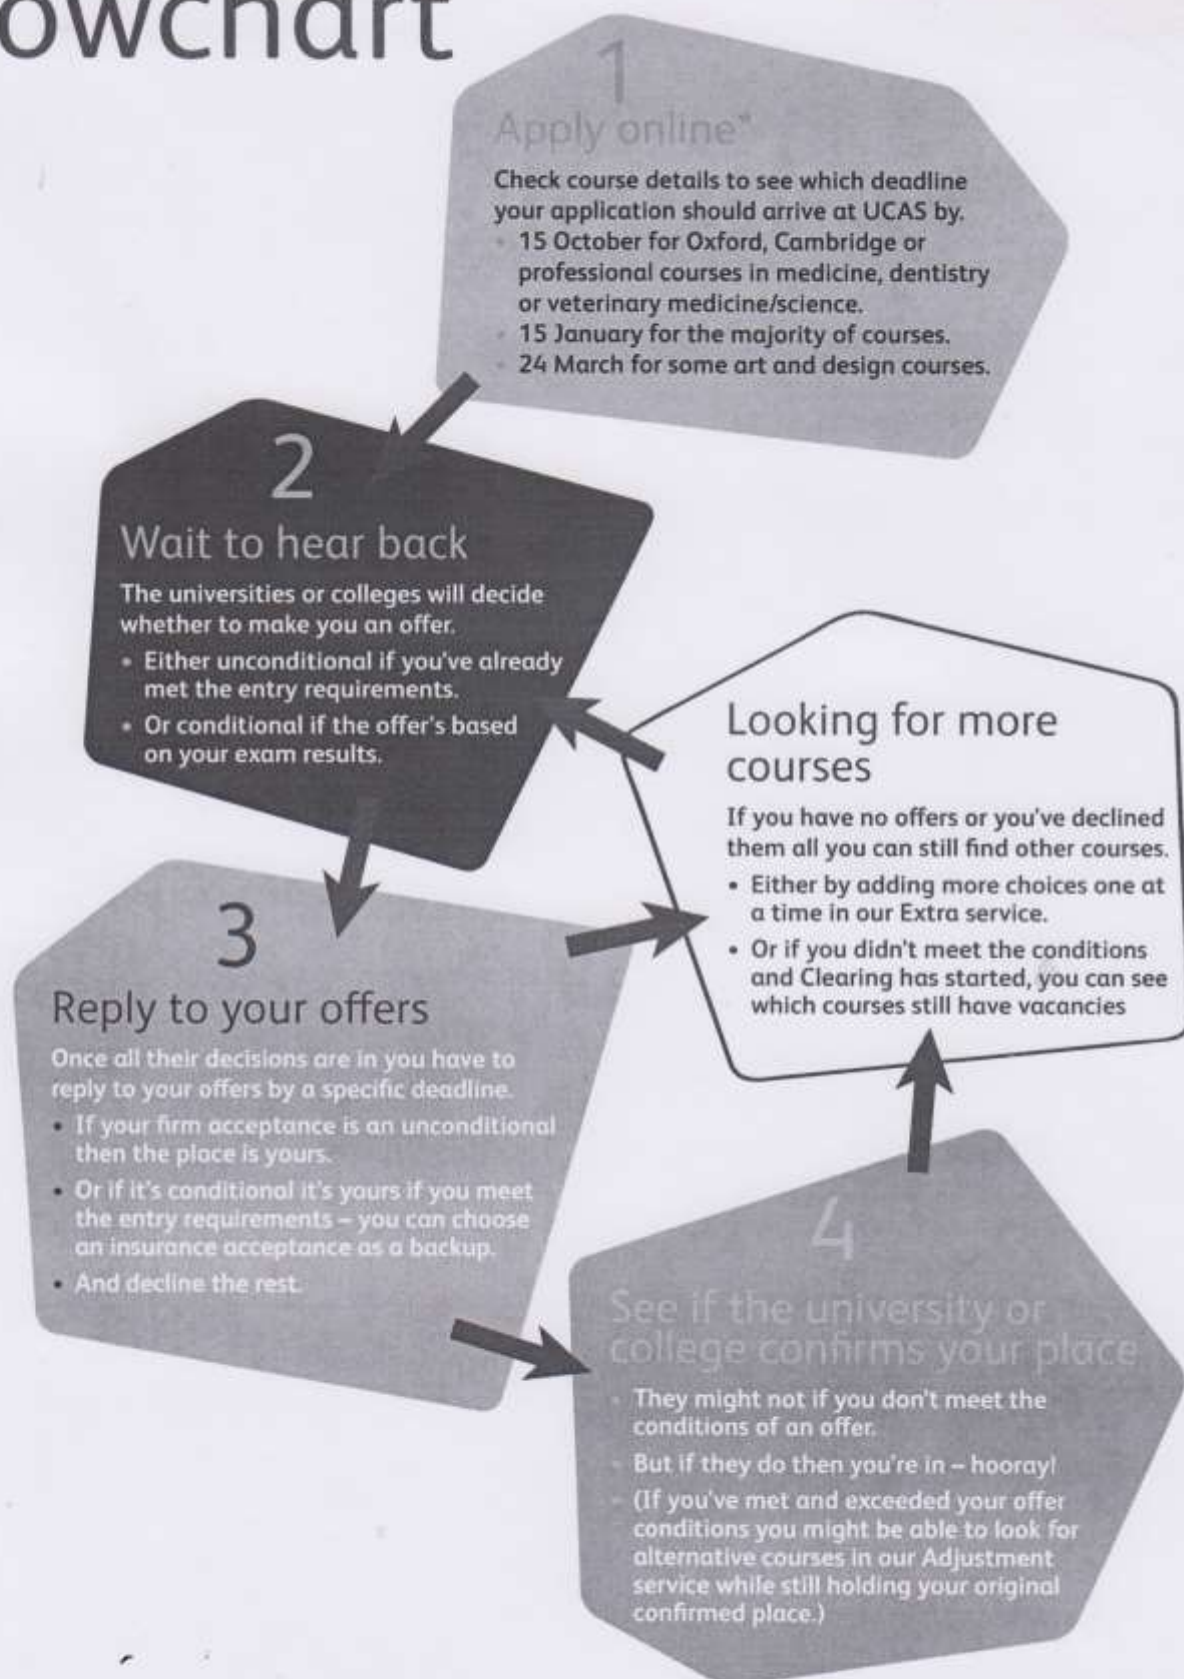 owchart
1
Apply online*
Check course details to see which deadline
your application should arrive at UCAS by.
• 15 October for Oxford, Cambridge or
professional courses in medicine, dentistry
or veterinary medicine/science.
• 15 January for the majority of courses.
• 24 March for some art and design courses.
2
Wait to hear back
The universities or colleges will decide
whether to make you an offer.
• Either unconditional if you've already
met the entry requirements.
• Or conditional if the offer's based
on your exam results.
Looking for more
courses
If you have no offers or you've declined
them all you can still find other courses.
• Either by adding more choices one at
a time in our Extra service.
• Or if you didn't meet the conditions
and Clearing has started, you can see
which courses still have vacancies
3
Reply to your offers
Once all their decisions are in you have to
reply to your offers by a specific deadline.
• If your firm acceptance is an unconditional
then the place is yours.
• Or if it's conditional it's yours if you meet
the entry requirements – you can choose
an insurance acceptance as a backup.
• And decline the rest.
4
See if the university or
college confirms your place
• They might not if you don't meet the
conditions of an offer.
• But if they do then you're in – hooray!
• (If you've met and exceeded your offer
conditions you might be able to look for
alternative courses in our Adjustment
service while still holding your original
confirmed place.)